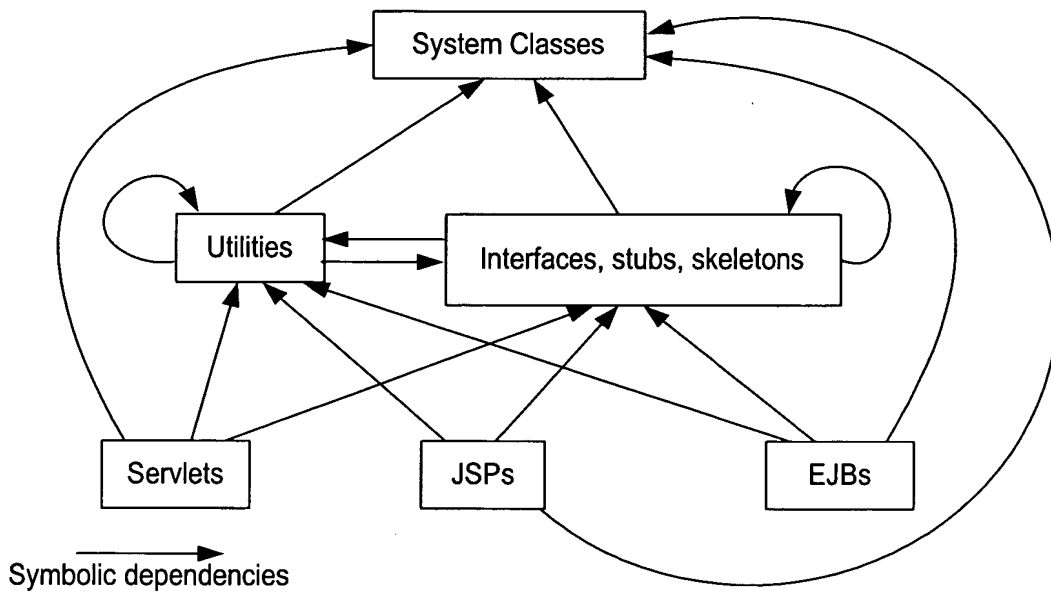 System Classes
Utilities
Interfaces, stubs, skeletons
Servlets
JSPs
EJBs
Symbolic dependencies